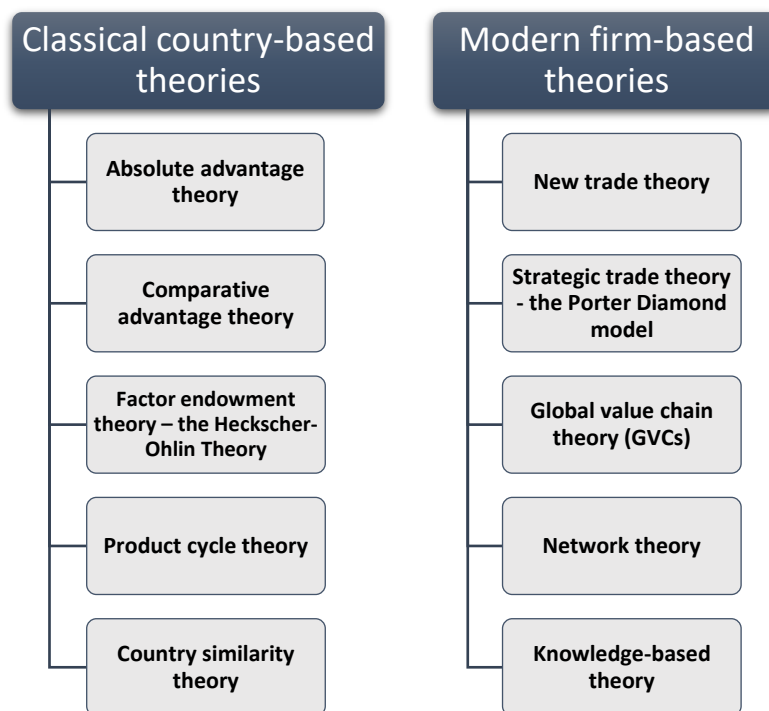 Classical country-based
theories
Absolute advantage
theory
Comparative
advantage theory
Factor endowment
theory – the Heckscher-
Ohlin Theory
Product cycle theory
Country similarity
theory
Modern firm-based
theories
New trade theory
Strategic trade theory
- the Porter Diamond
model
Global value chain
theory (GVCs)
Network theory
Knowledge-based
theory